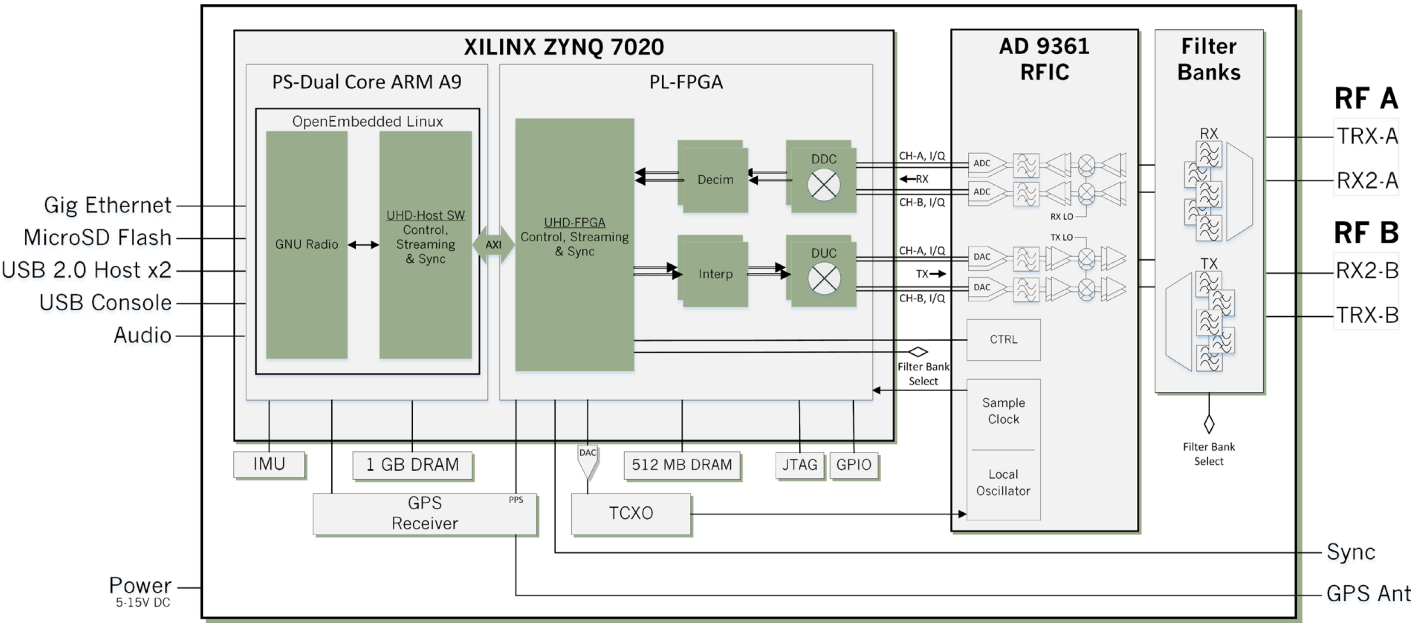 XILINX ZYNQ 7020
PS-Dual Core ARM A9
OpenEmbedded Linux
GNU Radio
UHD-Host SW
Control,
Streaming
& Sync
AXI
PL-FPGA
UHD-FPGA
Control, Streaming
& Sync
Decim
DDC
Interp
DUC
CH-A, I/Q
RX
CH-B, I/Q
CH-A, I/Q
TX
CH-B, I/Q
Filter Bank
Select
AD 9361
RFIC
ADC
ADC
RX LO
TX LO
DAC
DAC
CTRL
Sample
Clock
Local
Oscillator
Filter
Banks
RX
TX
Filter Bank
Select
RF A
TRX-A
RX2-A
RF B
RX2-B
TRX-B
Gig Ethernet
MicroSD Flash
USB 2.0 Host x2
USB Console
Audio
IMU
1 GB DRAM
DAC
512 MB DRAM
JTAG
GPIO
GPS
Receiver
PPS
TCXO
Sync
GPS Ant
Power
5-15V DC